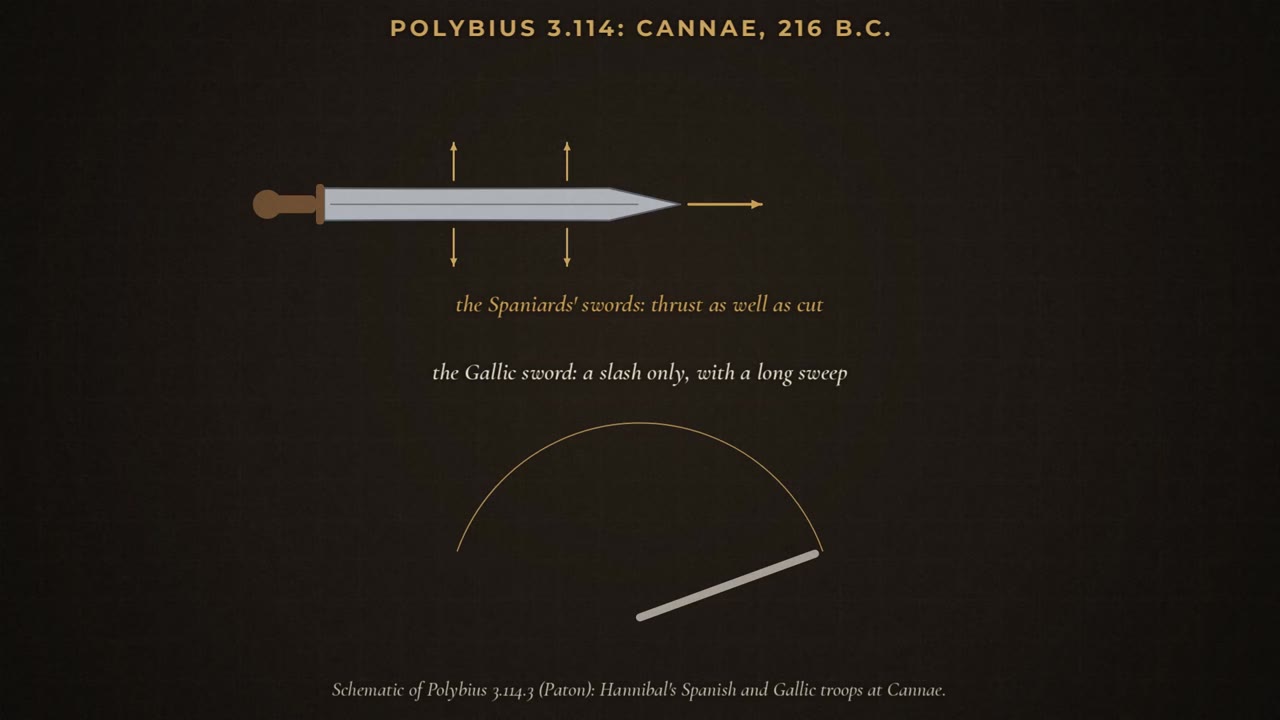 POLYBIUS 3.114: CANNAE, 216 B.C.
the Spaniards' swords: thrust as well as cut
the Gallic sword: a slash only, with a long sweep
Schematic of Polybius 3.114.3 (Paton): Hannibal's Spanish and Gallic troops at Cannae.